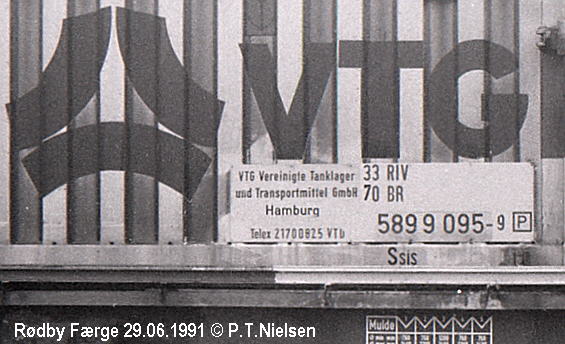 VTG
VTG Vereinigte Tanklager
und Transportmittel GmbH
Hamburg
Telex 21700825 VTb
33 RIV
70 BR
589 9 095-9 P
Ssis
Mulde
Rødby Færge 29.06.1991 © P.T.Nielsen